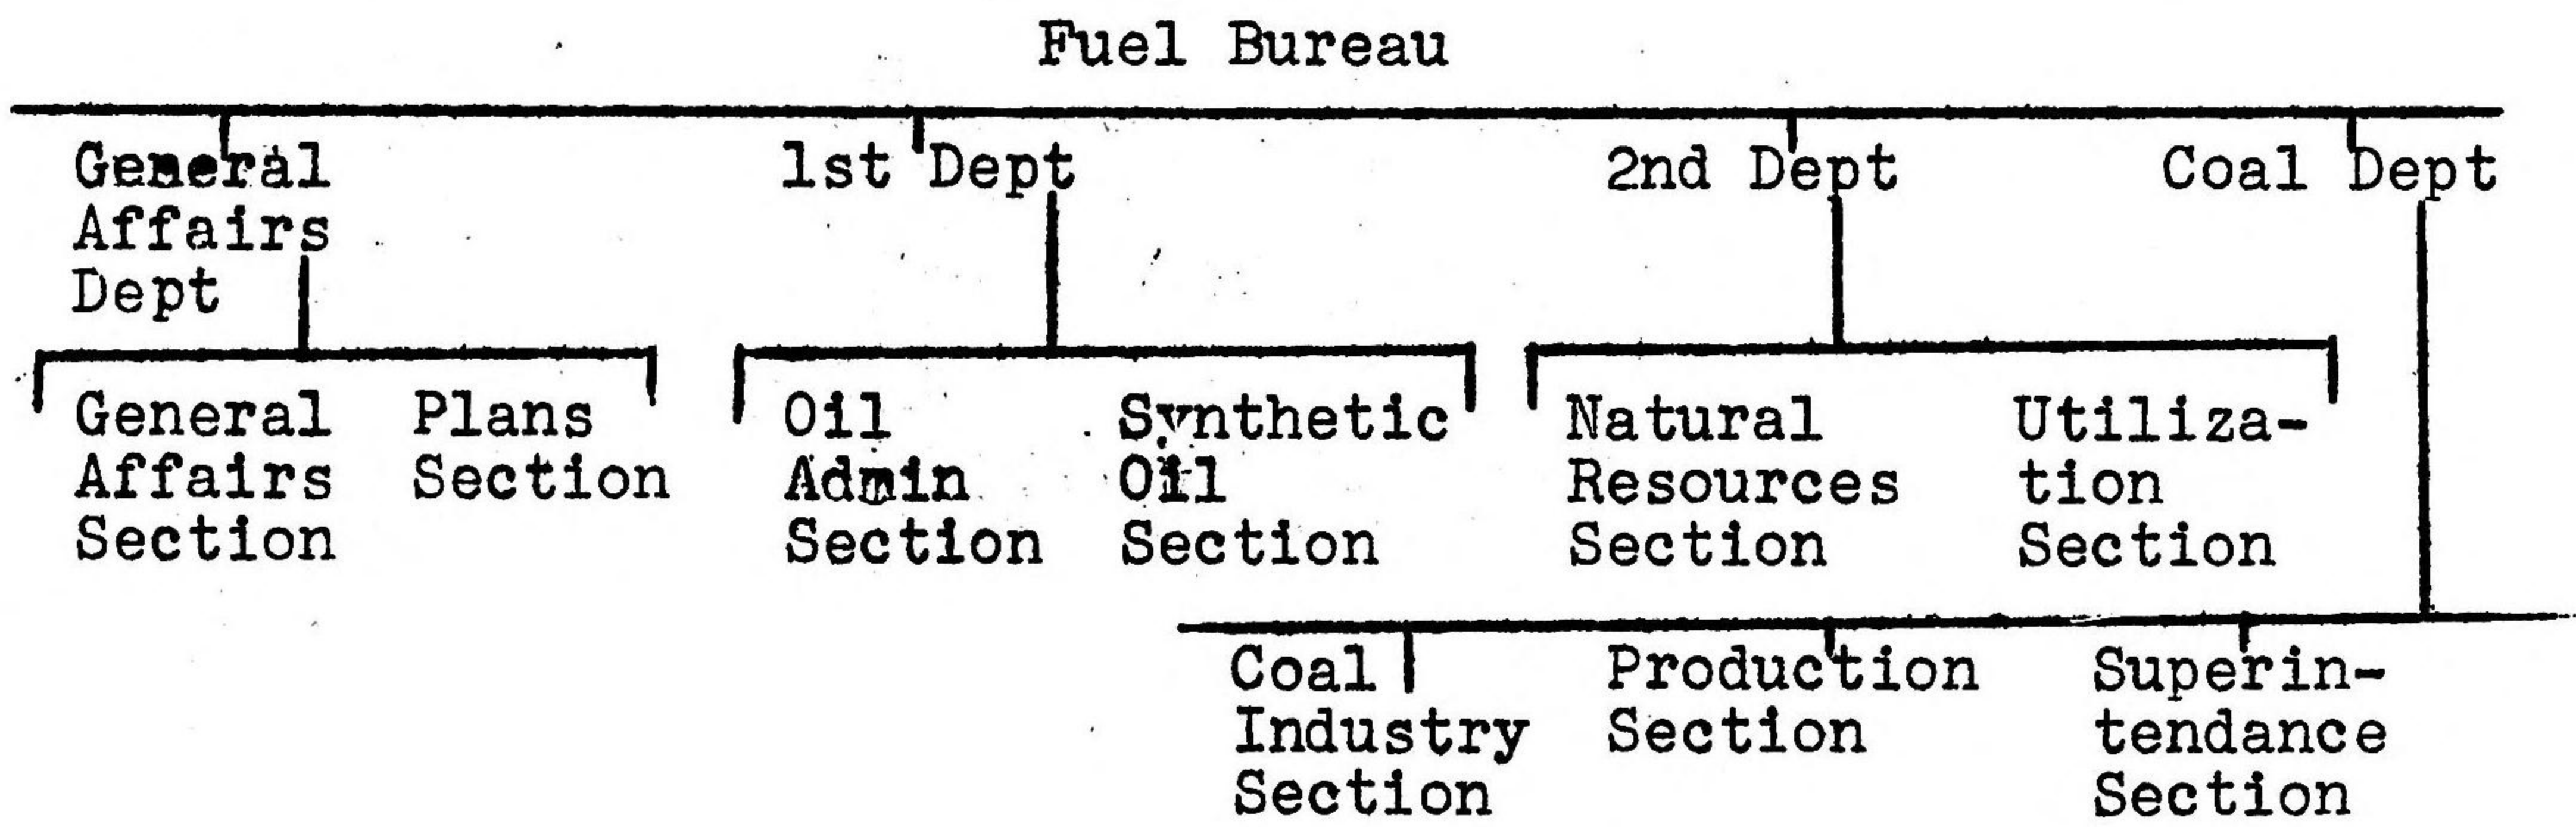 Fuel Bureau
General Affairs Dept
1st Dept
2nd Dept
Coal Dept
General Affairs Section
Plans Section
Oil Admin Section
Synthetic Oil Section
Natural Resources Section
Utiliza-
tion
Section
Coal Industry Section
Production Section
Superin-
tendance
Section